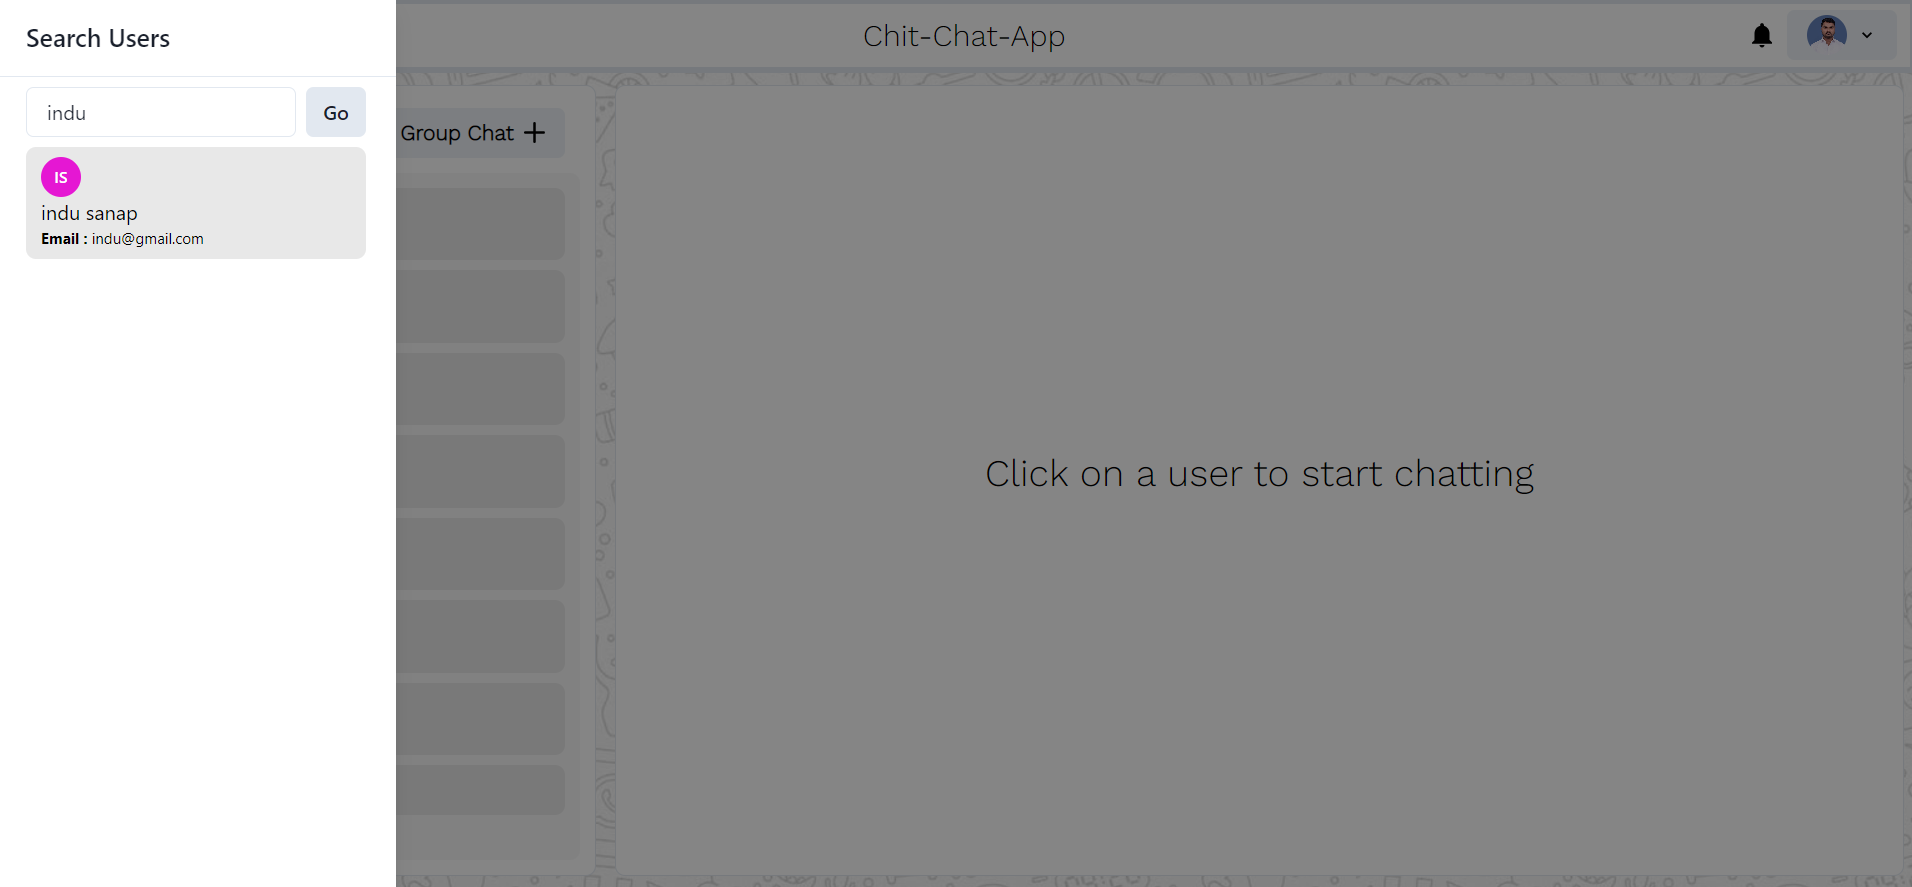 Search Users
indu
Go
IS
indu sanap
Email : indu@gmail.com
Chit-Chat-App
Group Chat
Click on a user to start chatting